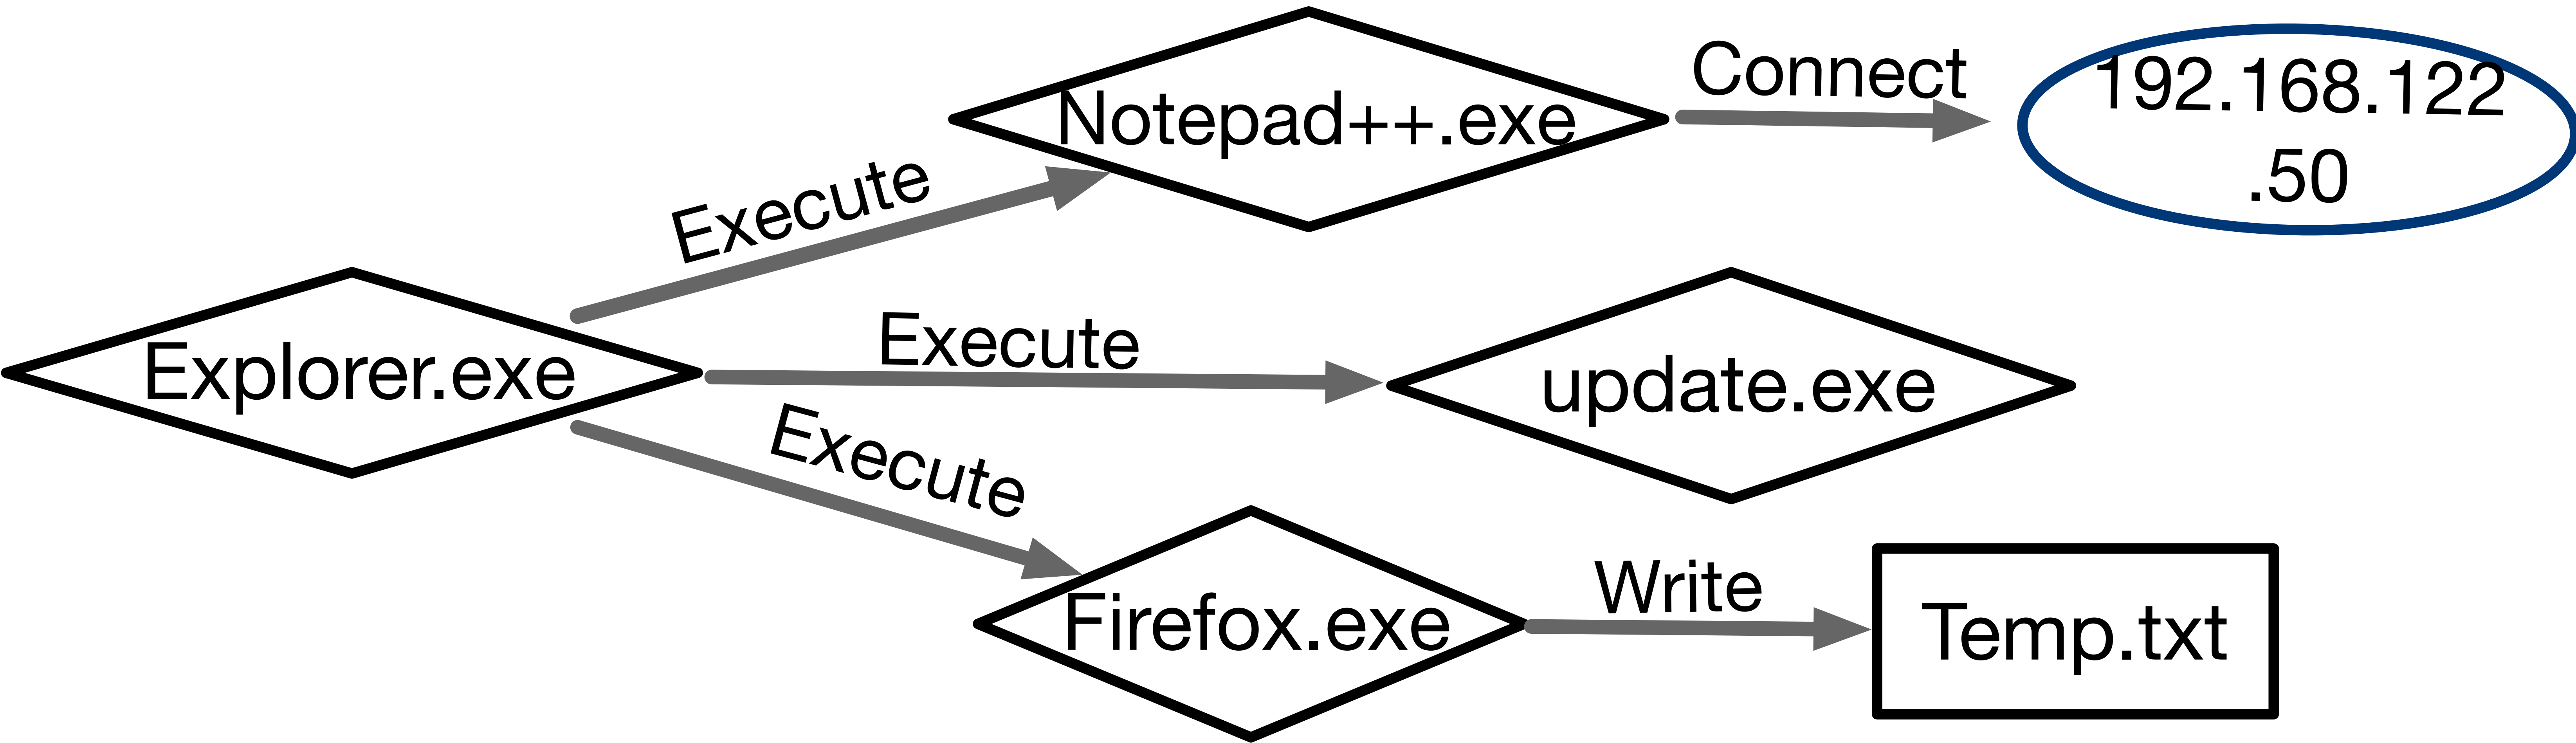 Explorer.exe
Execute
Notepad++.exe
Connect
192.168.122
.50
Execute
update.exe
Execute
Firefox.exe
Write
Temp.txt